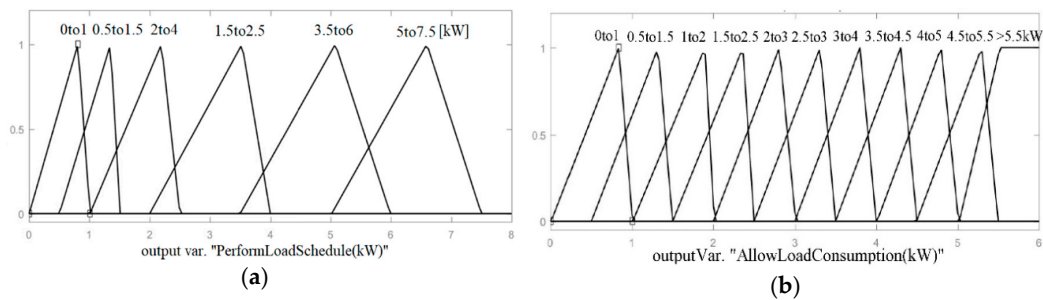 0to1 0.5to1.5 2to4 1.5to2.5 3.5to6 5to7.5 [kW]
1
0.5
0
0 1 2 3 4 5 6 7 8
output var. "PerformLoadSchedule(kW)"
(a)
0to1 0.5to1.5 1to2 1.5to2.5 2to3 2.5to3 3to4 3.5to4.5 4to5 4.5to5.5 >5.5kW
1
0.5
0
0 1 2 3 4 5 6
outputVar. "AllowLoadConsumption(kW)"
(b)